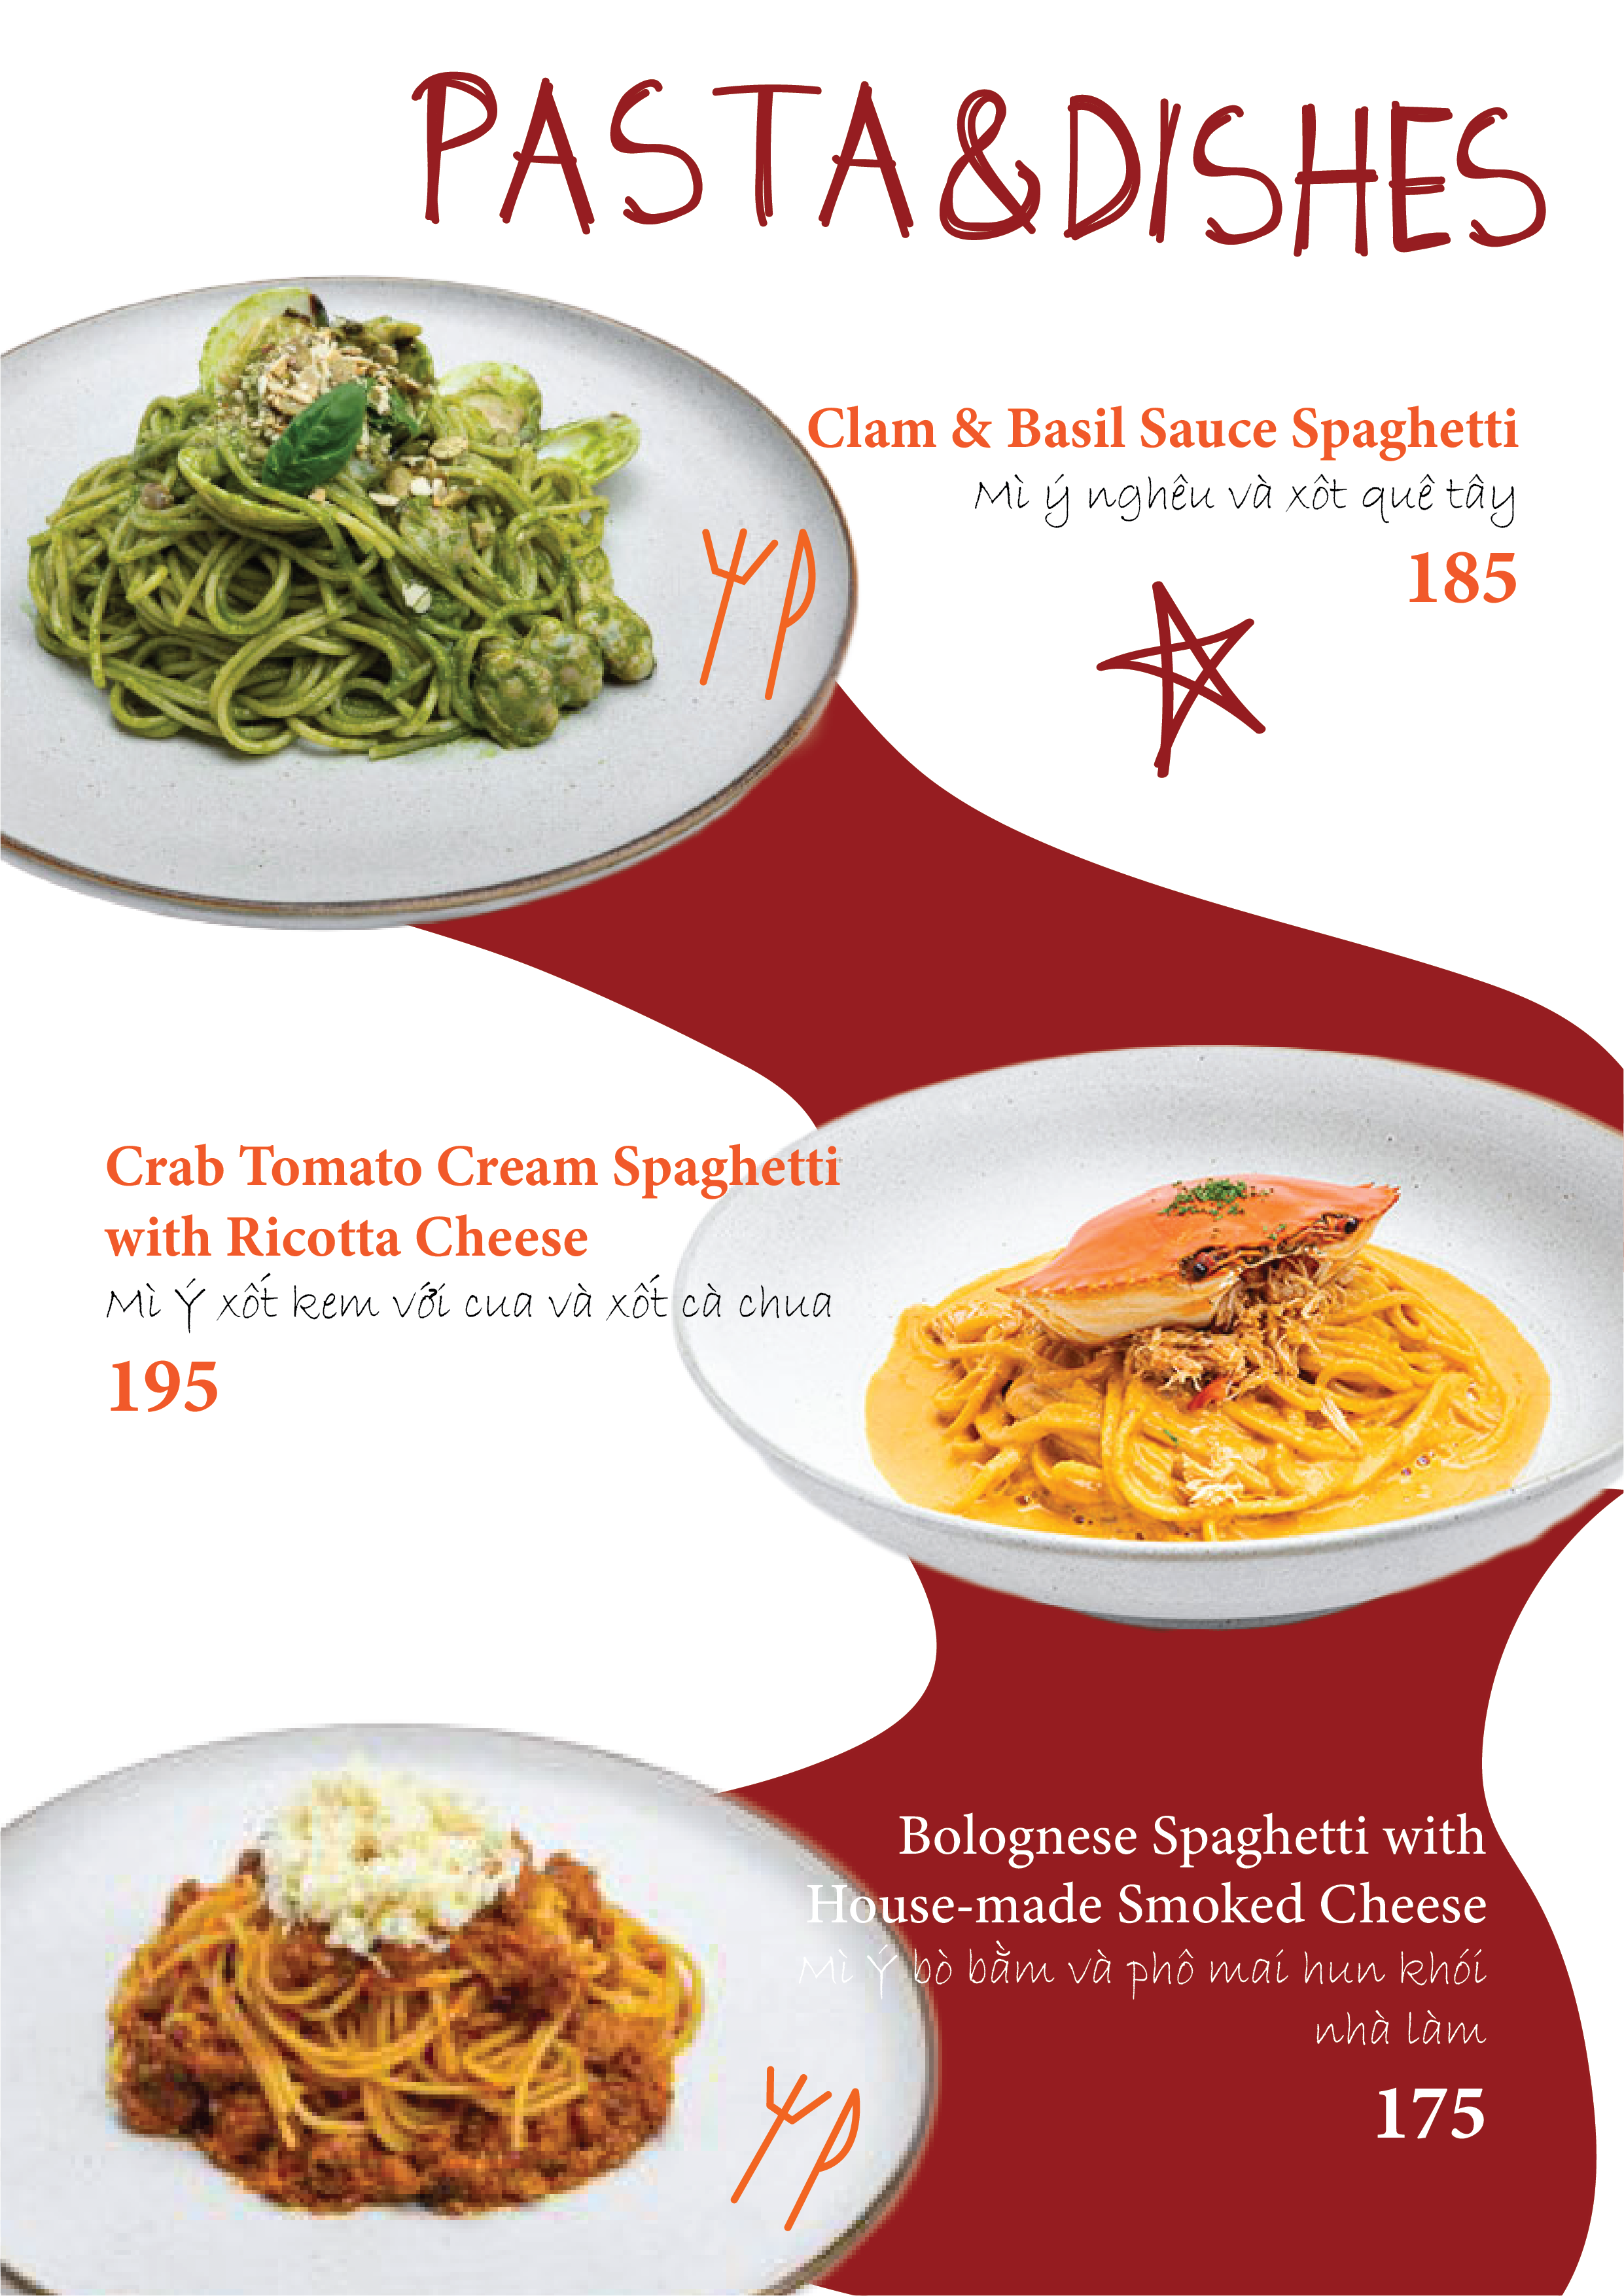 PASTA&DISHES
Clam & Basil Sauce Spaghetti
Mì ý nghêu và xôt quê tây
185
Crab Tomato Cream Spaghetti
with Ricotta Cheese
Mì Ý xốt kem với cua và xốt cà chua
195
Bolognese Spaghetti with
House-made Smoked Cheese
Mì Ý bò bằm và phô mai hun khói
nhà làm
175